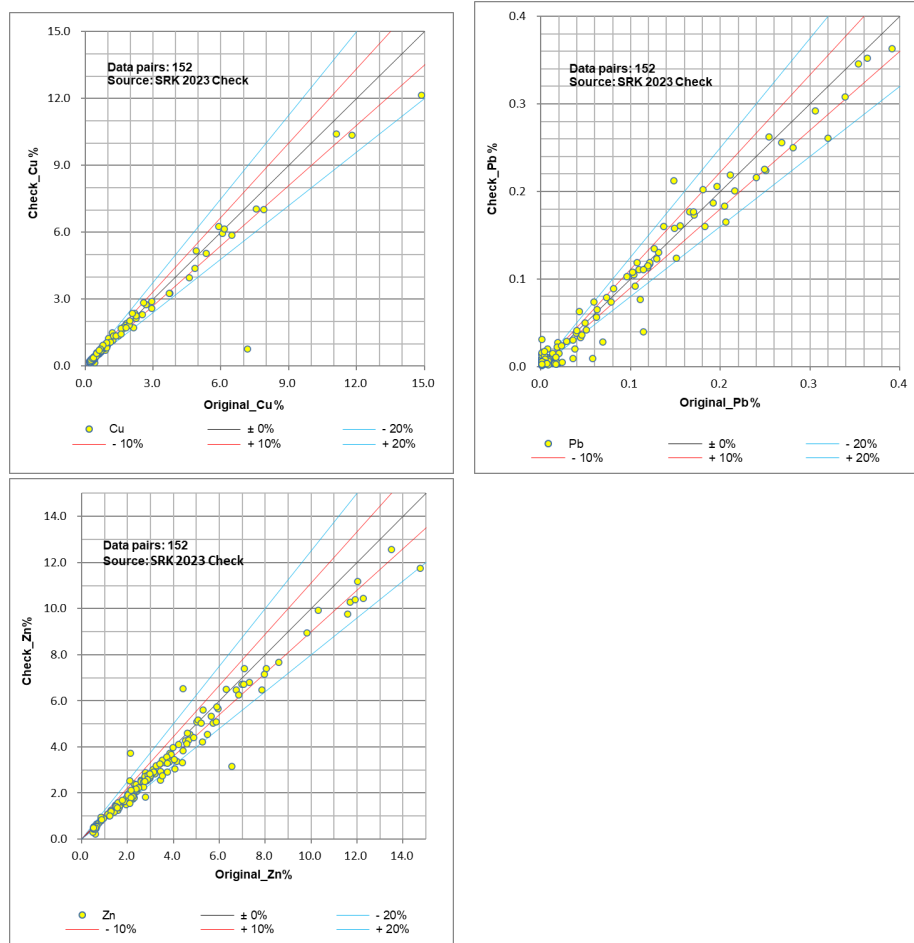 15.0
12.0
9.0
6.0
3.0
0.0
Check_Cu %
Data pairs: 152
Source: SRK 2023 Check
0.0 3.0 6.0 9.0 12.0 15.0
Original_Cu%
Cu ± 0% - 20%
- 10% + 10% + 20%
0.4
0.3
0.2
0.1
0.0
Check_Pb %
Data pairs: 152
Source: SRK 2023 Check
0.0 0.1 0.2 0.3 0.4
Original_Pb%
Pb ± 0% - 20%
- 10% + 10% + 20%
14.0
12.0
10.0
8.0
6.0
4.0
2.0
0.0
Check_Zn%
Data pairs: 152
Source: SRK 2023 Check
0.0 2.0 4.0 6.0 8.0 10.0 12.0 14.0
Original_Zn%
Zn ± 0% - 20%
- 10% + 10% + 20%